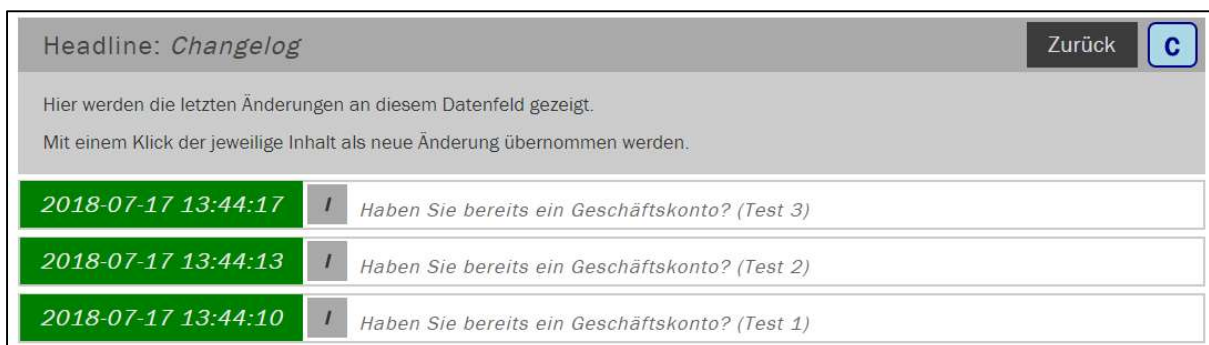 Headline: Changelog Zurück C
Hier werden die letzten Änderungen an diesem Datenfeld gezeigt.
Mit einem Klick der jeweilige Inhalt als neue Änderung übernommen werden.
2018-07-17 13:44:17 I Haben Sie bereits ein Geschäftskonto? (Test 3)
2018-07-17 13:44:13 I Haben Sie bereits ein Geschäftskonto? (Test 2)
2018-07-17 13:44:10 I Haben Sie bereits ein Geschäftskonto? (Test 1)